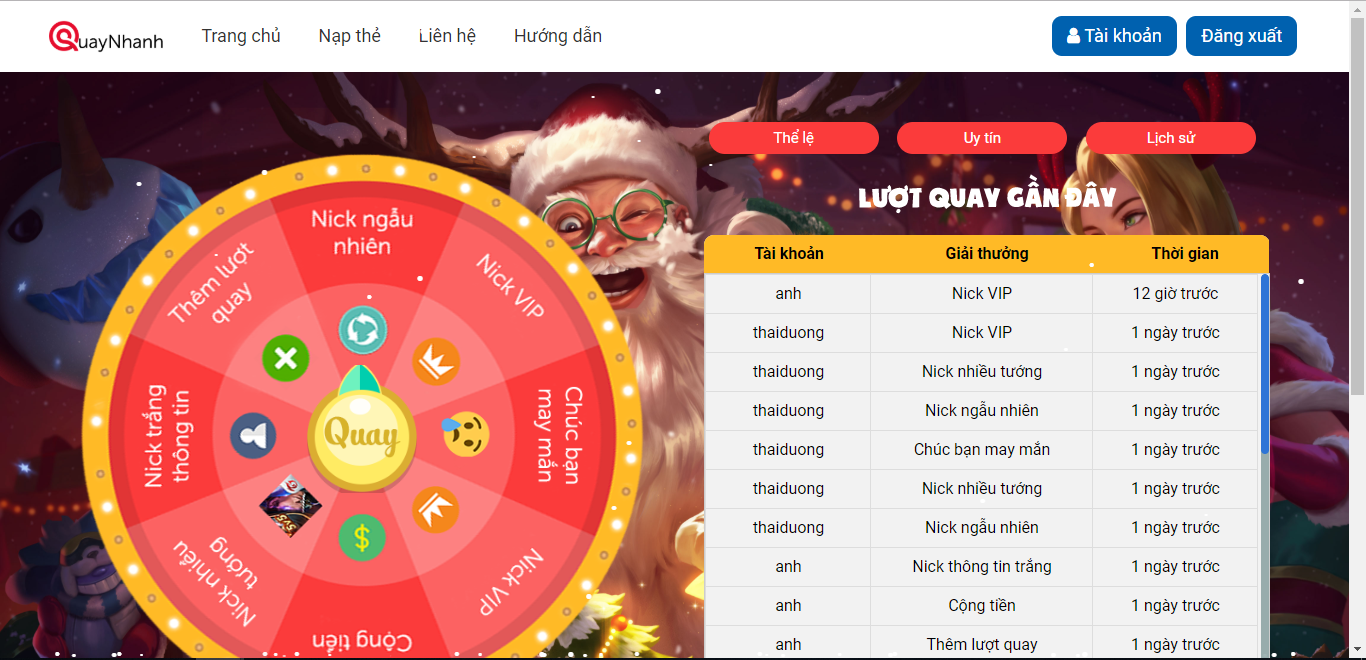 QuayNhanh Trang chủ Nạp thẻ Liên hệ Hướng dẫn Tài khoản Đăng xuất
Thể lệ Uy tín Lịch sử
LƯỢT QUAY GẦN ĐÂY
Nick ngẫu
nhiên
Nick VIP
Chúc bạn
may mắn
Nick VIP
Cộng tiền
Nick nhiều
tướng
Nick trắng
thông tin
Thêm lượt
quay
Quay
Tài khoản Giải thưởng Thời gian
anh Nick VIP 12 giờ trước
thaiduong Nick VIP 1 ngày trước
thaiduong Nick nhiều tướng 1 ngày trước
thaiduong Nick ngẫu nhiên 1 ngày trước
thaiduong Chúc bạn may mắn 1 ngày trước
thaiduong Nick nhiều tướng 1 ngày trước
thaiduong Nick ngẫu nhiên 1 ngày trước
anh Nick thông tin trắng 1 ngày trước
anh Cộng tiền 1 ngày trước
anh Thêm lượt quay 1 ngày trước